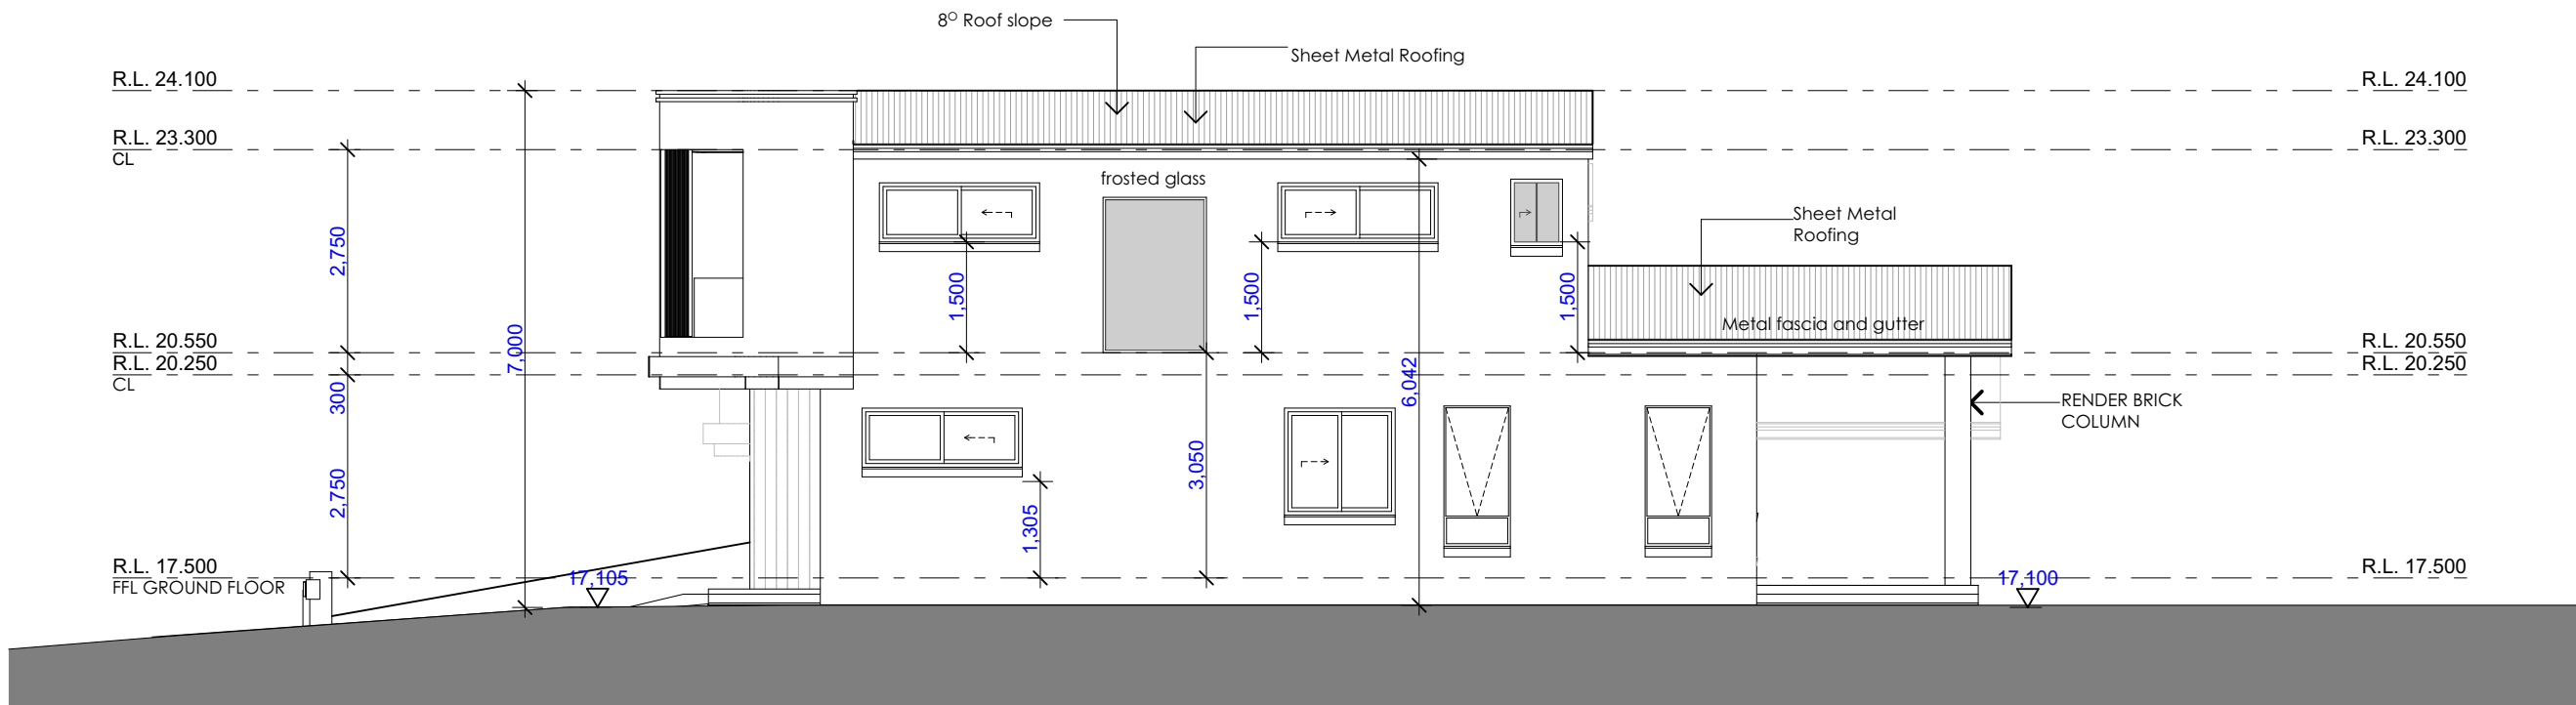 8° Roof slope
Sheet Metal Roofing
R.L. 24.100
R.L. 24.100
R.L. 23.300
CL
R.L. 23.300
frosted glass
Sheet Metal
Roofing
2,750
1,500
1,500
1,500
Metal fascia and gutter
7,000
R.L. 20.550
R.L. 20.550
R.L. 20.250
CL
R.L. 20.250
6,042
300
RENDER BRICK
COLUMN
3,050
2,750
1,305
R.L. 17.500
FFL GROUND FLOOR
17,105
17,100
R.L. 17.500